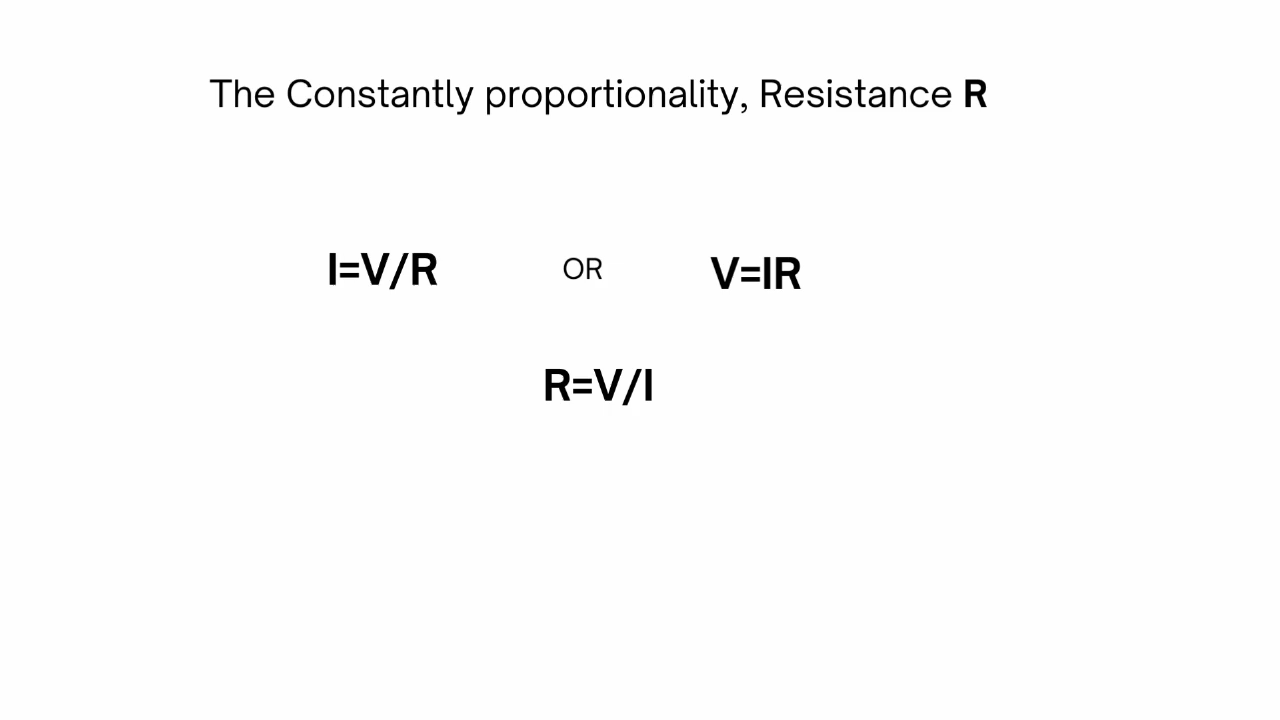 The Constantly proportionality, Resistance R
I=V/R OR V=IR
R=V/I